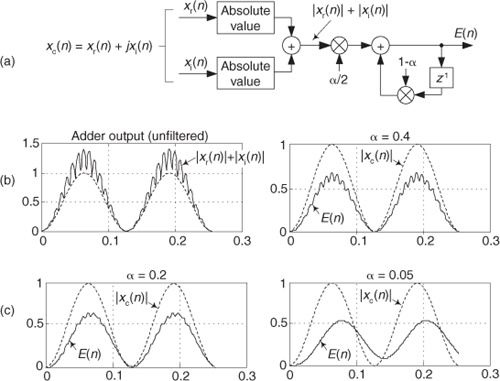 (a)
x_c(n) = x_r(n) + jx_i(n)
x_r(n)
Absolute value
x_i(n)
Absolute value
+
|x_r(n)| + |x_i(n)|
α/2
+
E(n)
1-α
z^-1
(b)
Adder output (unfiltered)
|x_r(n)|+|x_i(n)|
1.5
1
0.5
0
0 0.1 0.2 0.3
α = 0.4
|x_c(n)|
E(n)
1
0.5
0
0 0.1 0.2 0.3
(c)
α = 0.2
|x_c(n)|
E(n)
1
0.5
0
0 0.1 0.2 0.3
α = 0.05
|x_c(n)|
E(n)
1
0.5
0
0 0.1 0.2 0.3